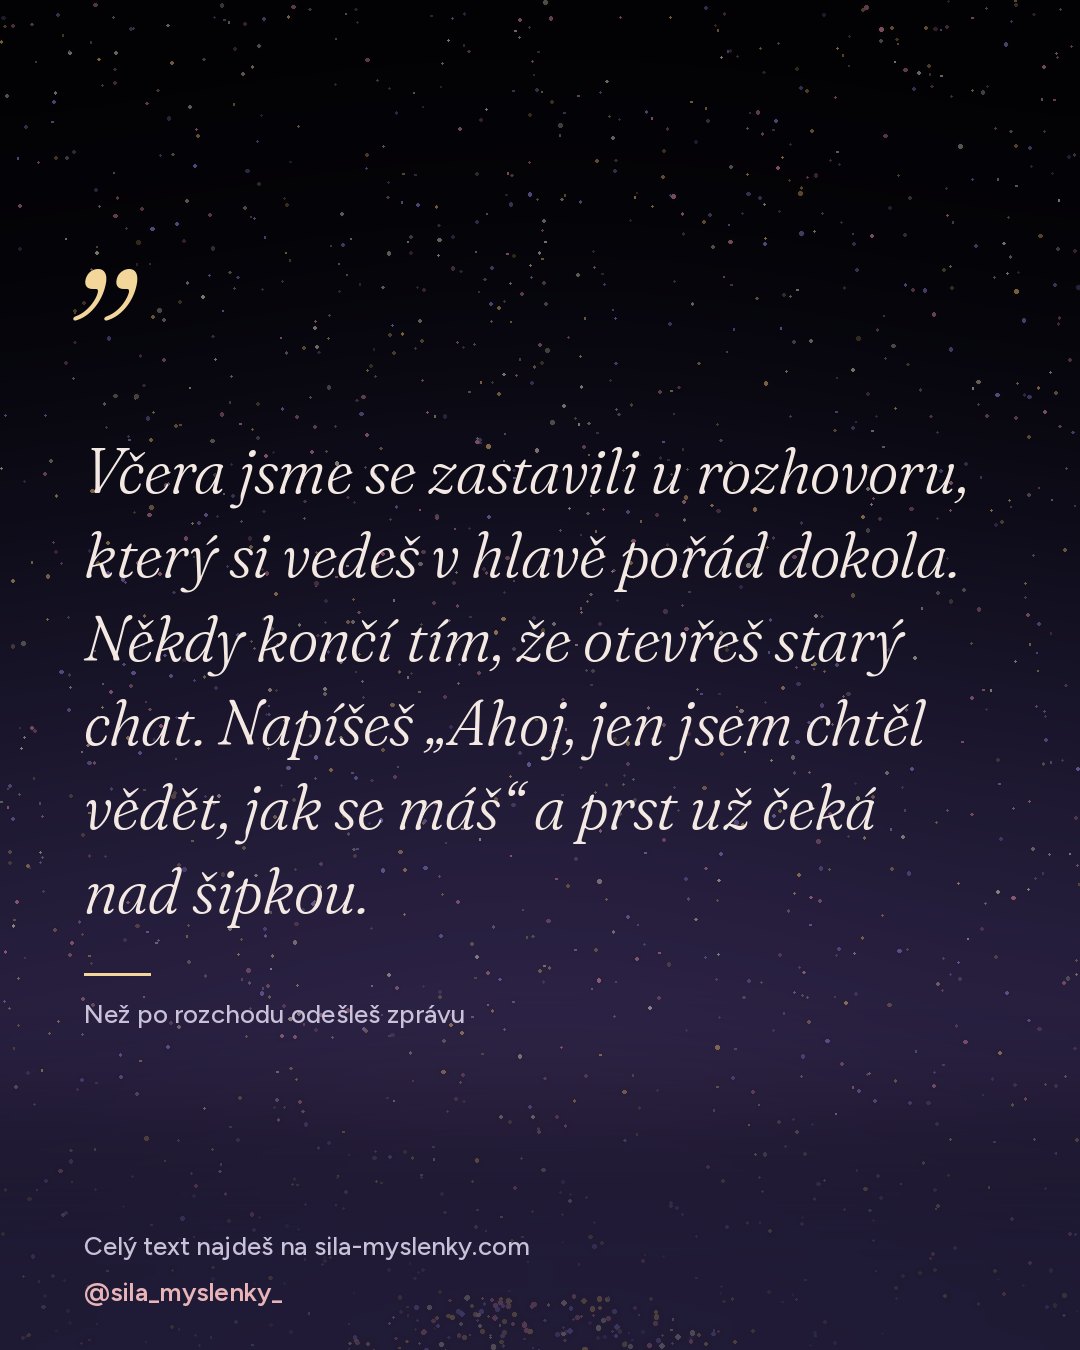 ”
Včera jsme se zastavili u rozhovoru,
který si vedeš v hlavě pořád dokola.
Někdy končí tím, že otevřeš starý
chat. Napíšeš „Ahoj, jen jsem chtěl
vědět, jak se máš“ a prst už čeká
nad šipkou.
Než po rozchodu odešleš zprávu
Celý text najdeš na sila-myslenky.com
@sila_myslenky_